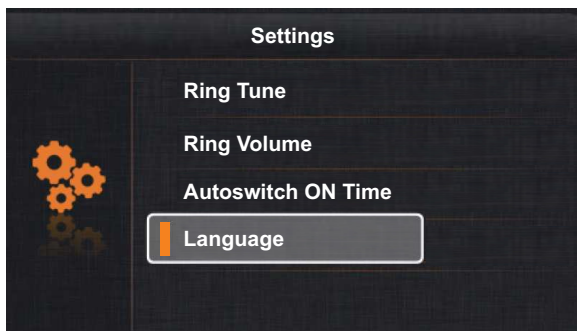 Settings
Ring Tune
Ring Volume
Autoswitch ON Time
Language